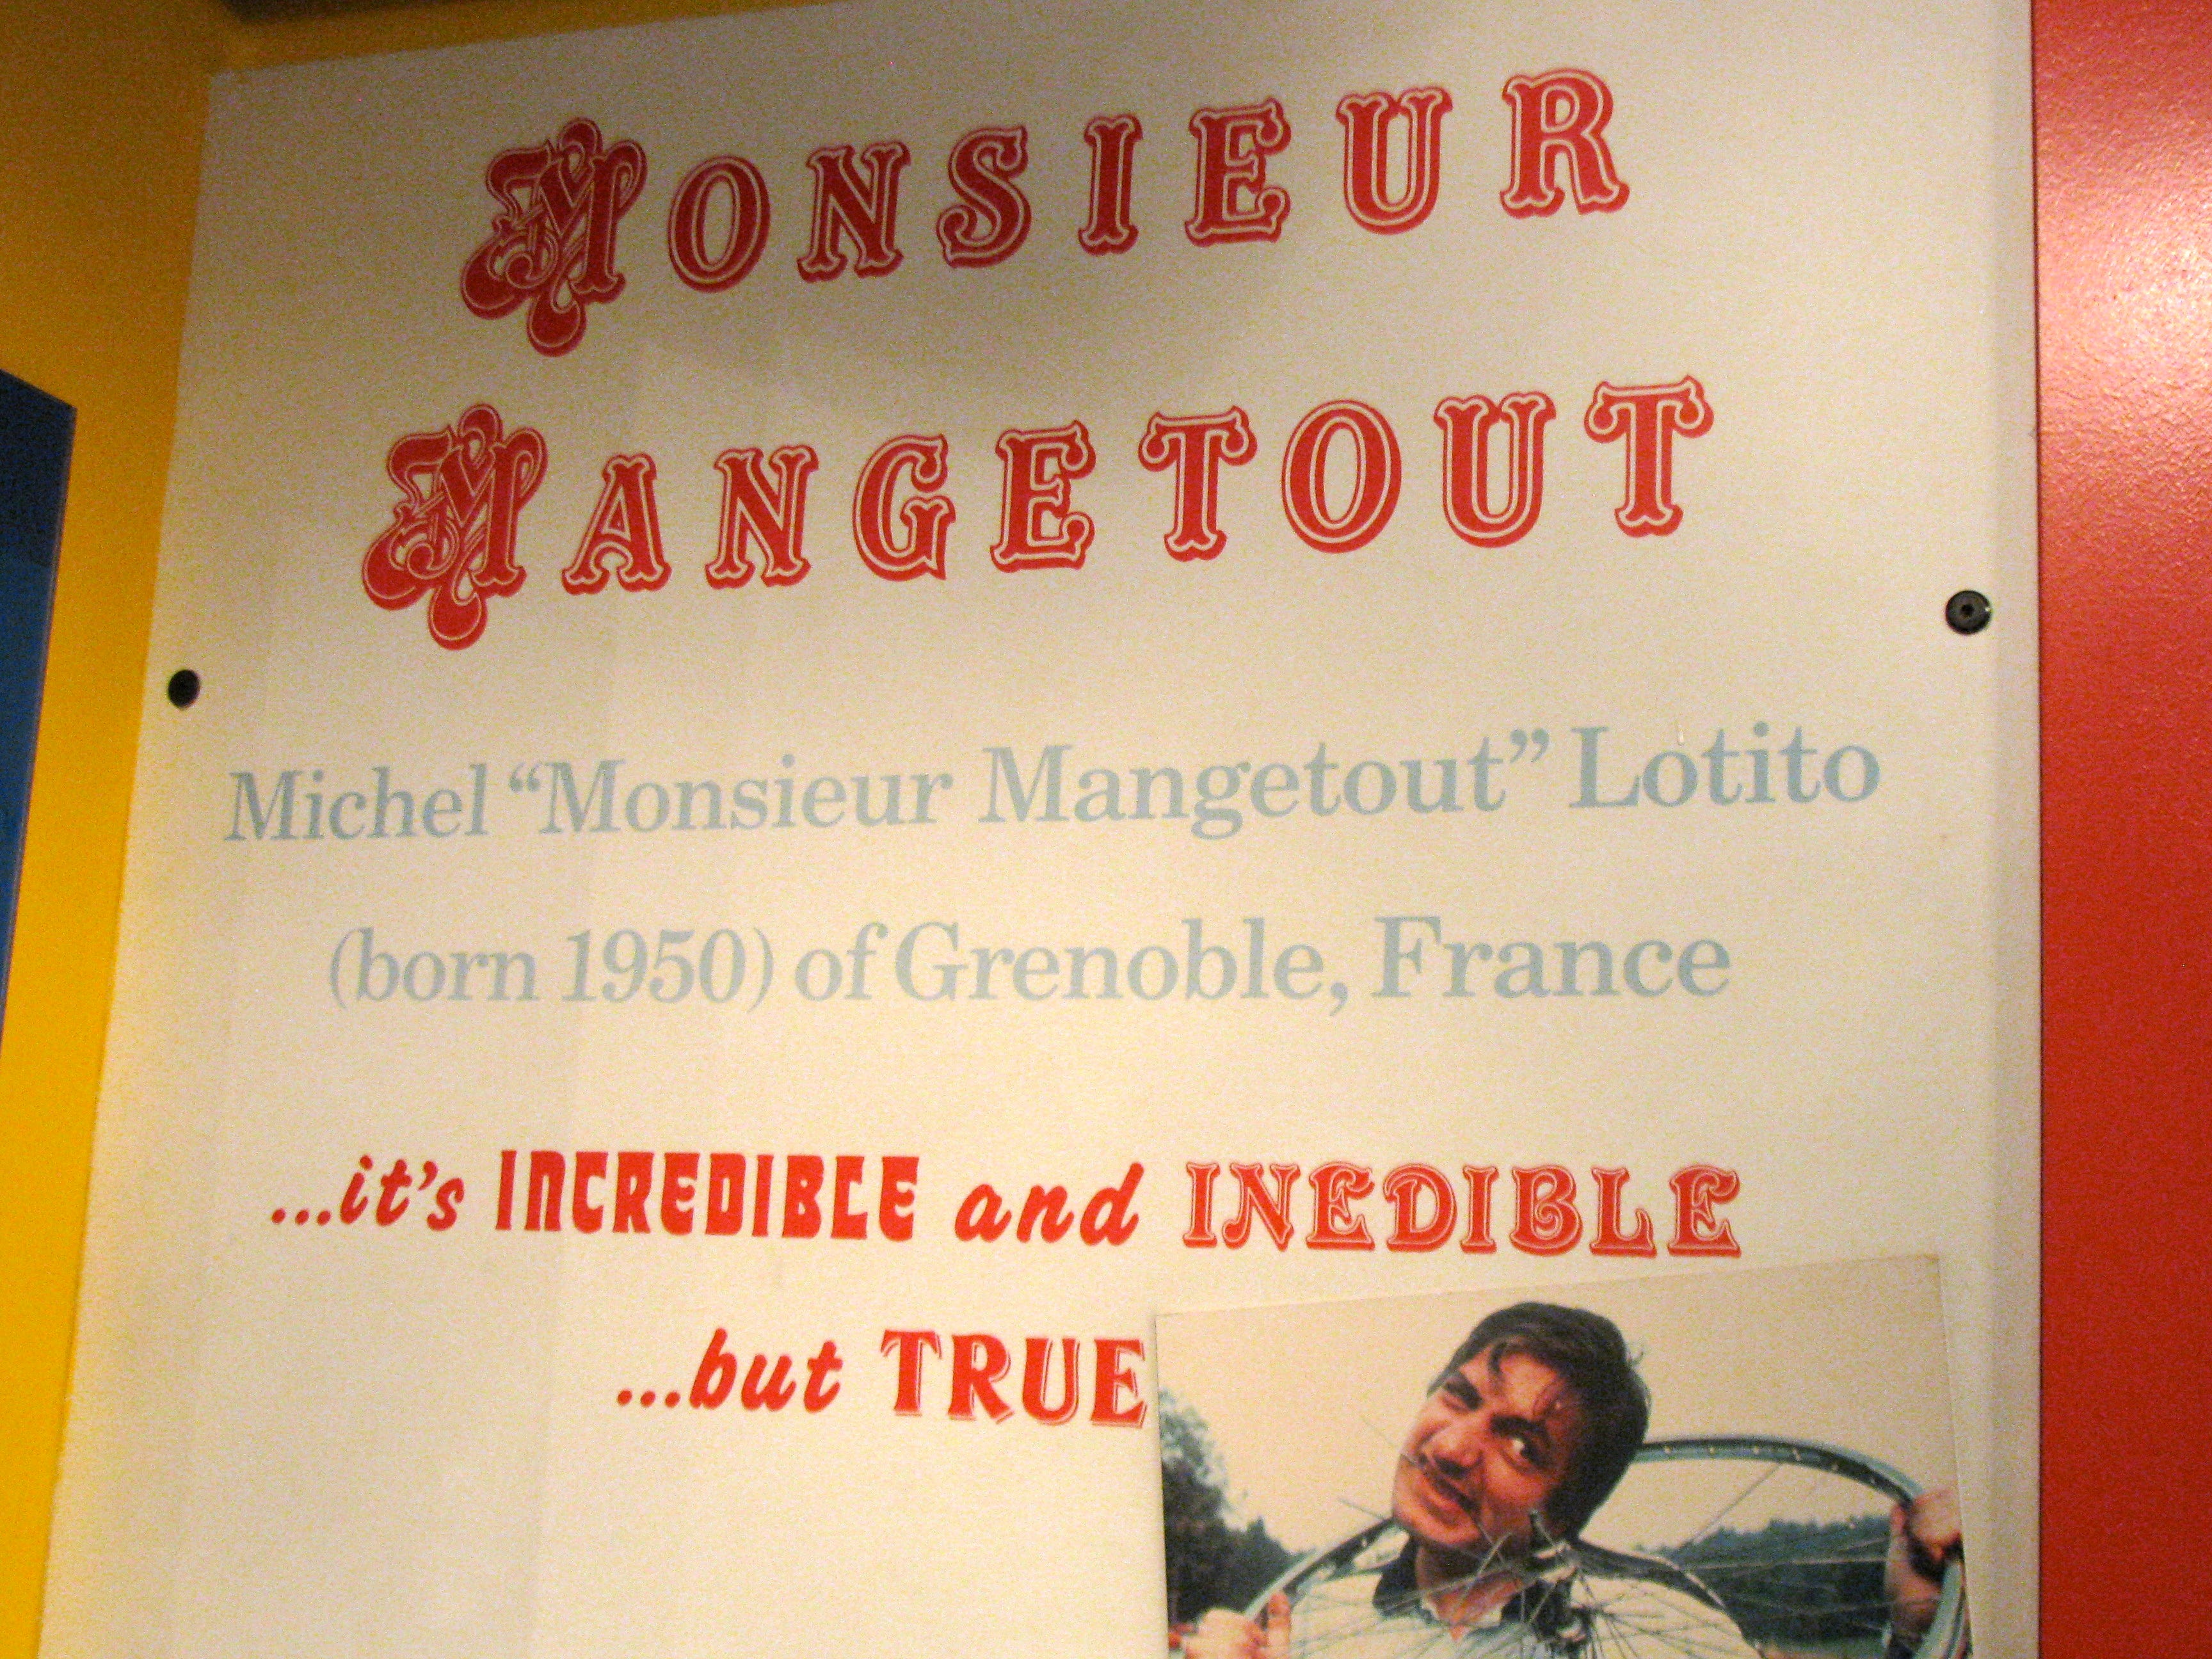 MONSIEUR
MANGETOUT
Michel “Monsieur Mangetout” Lotito
(born 1950) of Grenoble, France
...it’s INCREDIBLE and INEDIBLE
...but TRUE